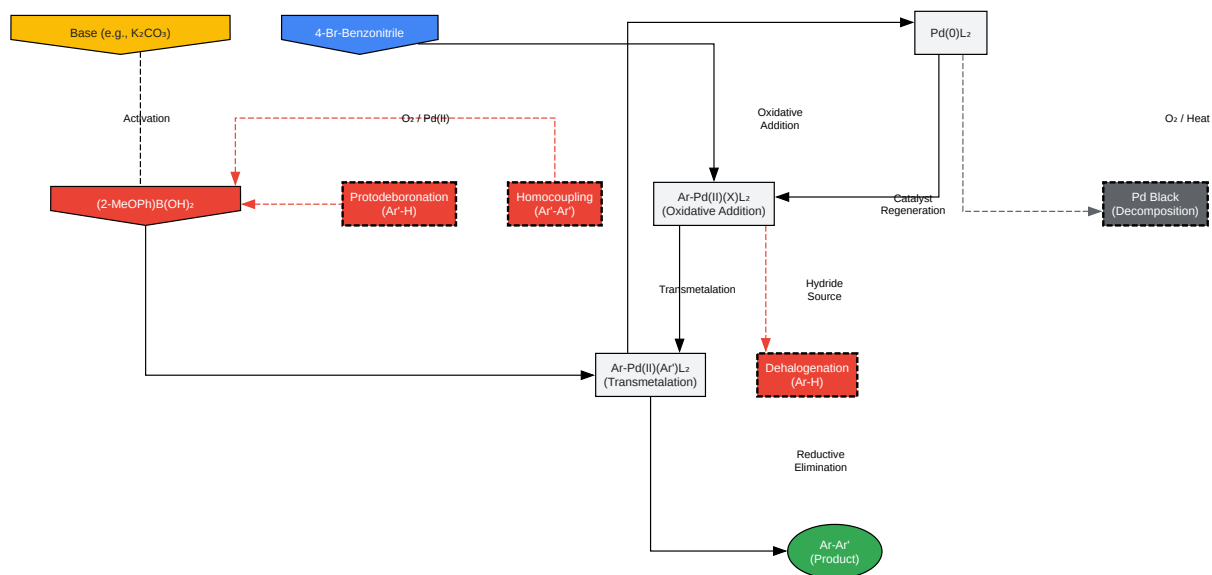 Base (e.g., K₂CO₃)
4-Br-Benzonitrile
Pd(0)L₂
Activation
O₂ / Pd(II)
Oxidative
Addition
O₂ / Heat
(2-MeOPh)B(OH)₂
Protodeboronation
(Ar'-H)
Homocoupling
(Ar'-Ar')
Ar-Pd(II)(X)L₂
(Oxidative Addition)
Catalyst
Regeneration
Pd Black
(Decomposition)
Transmetalation
Hydride
Source
Ar-Pd(II)(Ar')L₂
(Transmetalation)
Dehalogenation
(Ar-H)
Reductive
Elimination
Ar-Ar'
(Product)